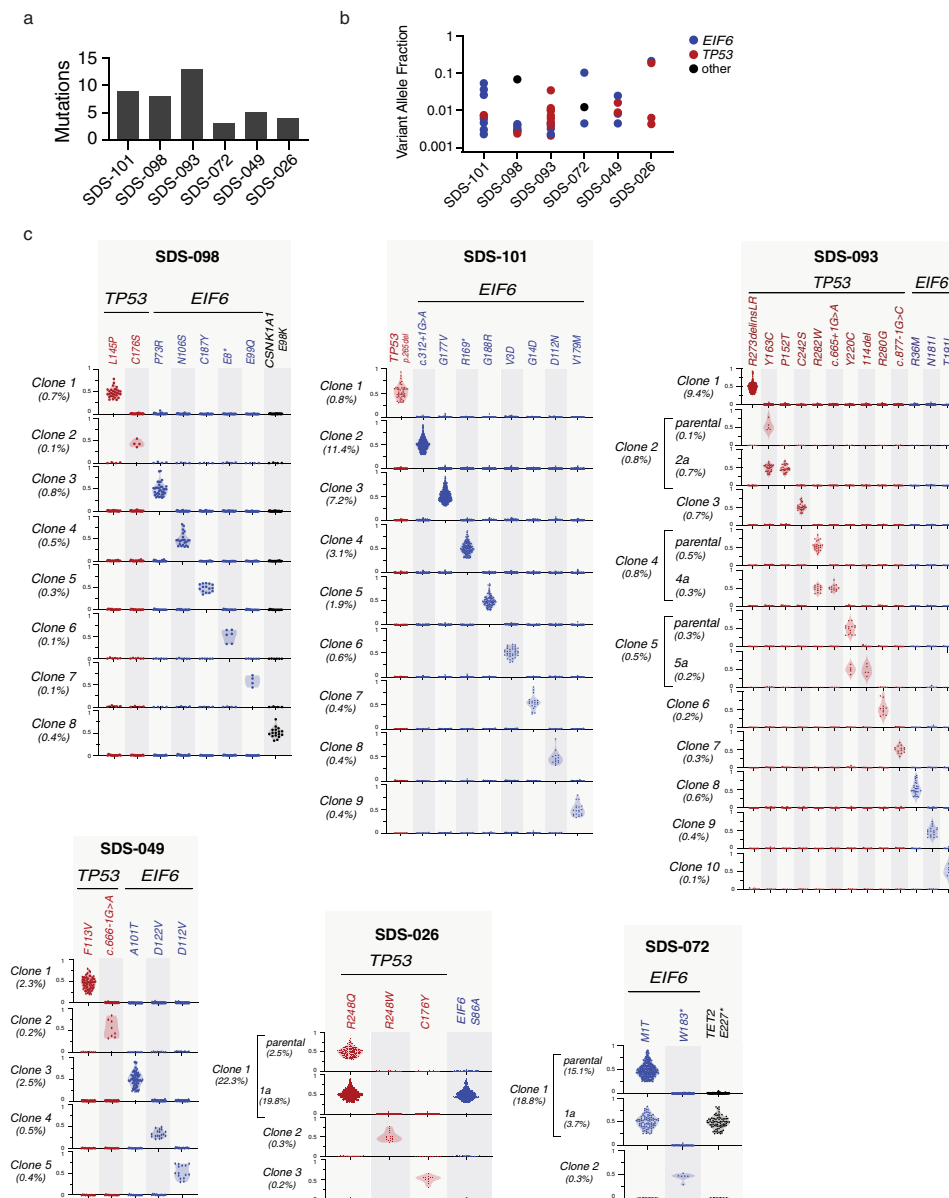 a
Mutations
15
10
5
0
SDS-101
SDS-098
SDS-093
SDS-072
SDS-049
SDS-026
b
Variant Allele Fraction
1
0.1
0.01
0.001
SDS-101
SDS-098
SDS-093
SDS-072
SDS-049
SDS-026
EIF6
TP53
other
c
SDS-098
TP53
EIF6
L145P
C176S
P73R
N106S
C187Y
E8*
E99Q
CSNK1A1
E98K
Clone 1
(0.7%)
Clone 2
(0.1%)
Clone 3
(0.8%)
Clone 4
(0.5%)
Clone 5
(0.3%)
Clone 6
(0.1%)
Clone 7
(0.1%)
Clone 8
(0.4%)
SDS-101
EIF6
TP53
p.265del
c.312+1G>A
G177V
R169*
G188R
V3D
G14D
D112N
V179M
Clone 1
(0.8%)
Clone 2
(11.4%)
Clone 3
(7.2%)
Clone 4
(3.1%)
Clone 5
(1.9%)
Clone 6
(0.6%)
Clone 7
(0.4%)
Clone 8
(0.4%)
Clone 9
(0.4%)
SDS-093
TP53
EIF6
R273delinsLR
Y163C
P152T
C242S
R282W
c.665+1G>A
Y220C
114del
R280G
c.877-1G>C
R36M
N181I
T191I
Clone 1
(9.4%)
Clone 2
(0.8%)
parental
(0.1%)
2a
(0.7%)
Clone 3
(0.7%)
Clone 4
(0.8%)
parental
(0.5%)
4a
(0.3%)
Clone 5
(0.5%)
parental
(0.3%)
5a
(0.2%)
Clone 6
(0.2%)
Clone 7
(0.3%)
Clone 8
(0.6%)
Clone 9
(0.4%)
Clone 10
(0.1%)
SDS-049
TP53
EIF6
F113V
c.666-1G>A
A101T
D122V
D112V
Clone 1
(2.3%)
Clone 2
(0.2%)
Clone 3
(2.5%)
Clone 4
(0.5%)
Clone 5
(0.4%)
SDS-026
TP53
R248Q
R248W
C176Y
EIF6
S86A
Clone 1
(22.3%)
parental
(2.5%)
1a
(19.8%)
Clone 2
(0.3%)
Clone 3
(0.2%)
SDS-072
EIF6
M1T
W183*
TET2
E227*
Clone 1
(18.8%)
parental
(15.1%)
1a
(3.7%)
Clone 2
(0.3%)